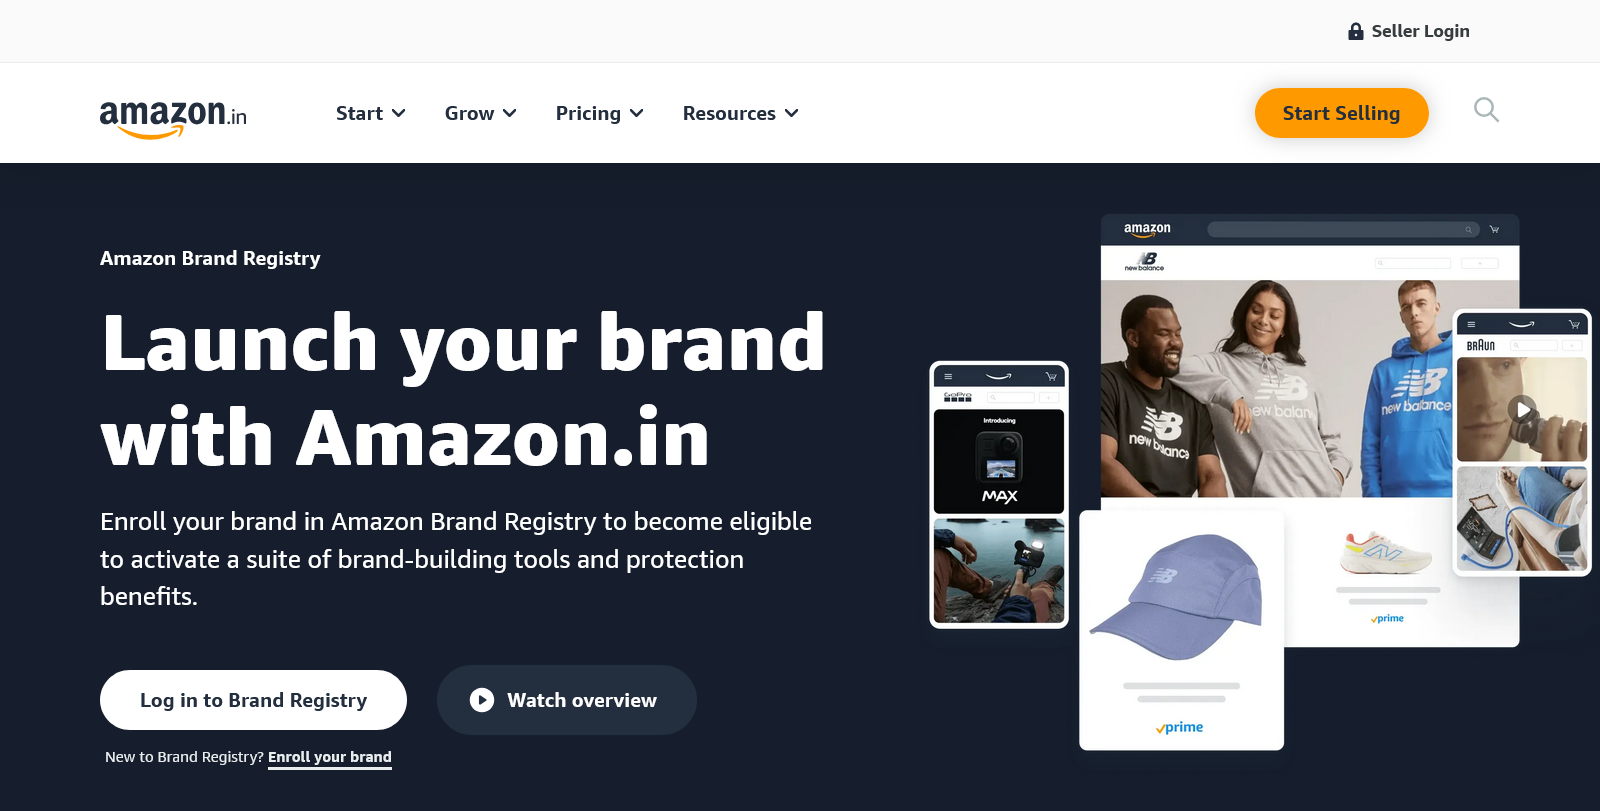 Seller Login
amazon.in
Start
Grow
Pricing
Resources
Start Selling
Amazon Brand Registry
Launch your brand
with Amazon.in
Enroll your brand in Amazon Brand Registry to become eligible
to activate a suite of brand-building tools and protection
benefits.
Log in to Brand Registry
Watch overview
New to Brand Registry? Enroll your brand
amazon
NB
new balance
new balance
new balance
new balance
BRAUN
GoPro
Introducing
MAX
NB
prime
prime